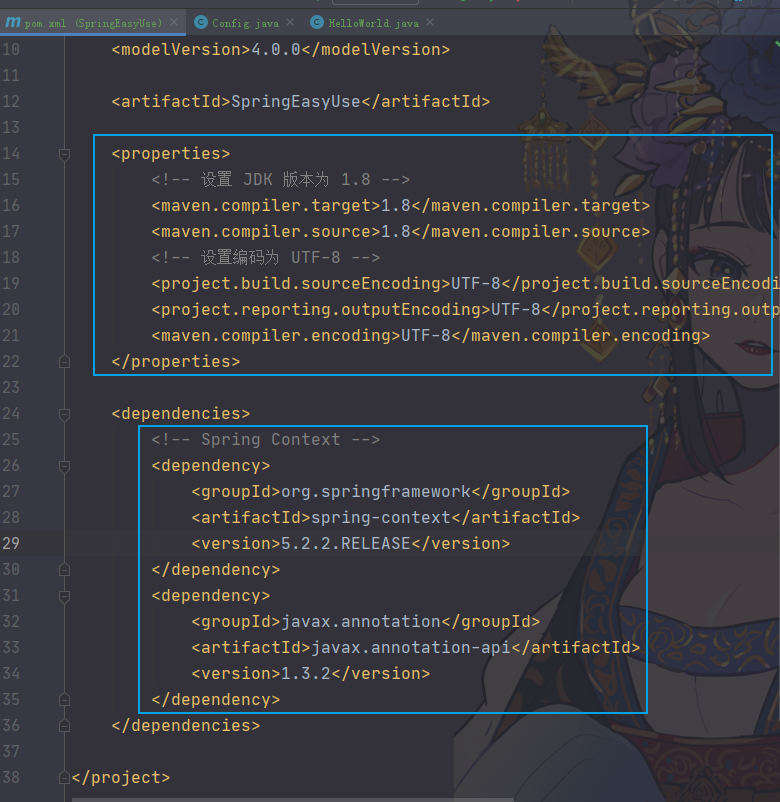 pom.xml (SpringEasyUse) Config.java HelloWorld.java
10 <modelVersion>4.0.0</modelVersion>
11
12 <artifactId>SpringEasyUse</artifactId>
13
14 <properties>
15 <!-- 设置 JDK 版本为 1.8 -->
16 <maven.compiler.target>1.8</maven.compiler.target>
17 <maven.compiler.source>1.8</maven.compiler.source>
18 <!-- 设置编码为 UTF-8 -->
19 <project.build.sourceEncoding>UTF-8</project.build.sourceEncodi
20 <project.reporting.outputEncoding>UTF-8</project.reporting.outp
21 <maven.compiler.encoding>UTF-8</maven.compiler.encoding>
22 </properties>
23
24 <dependencies>
25 <!-- Spring Context -->
26 <dependency>
27 <groupId>org.springframework</groupId>
28 <artifactId>spring-context</artifactId>
29 <version>5.2.2.RELEASE</version>
30 </dependency>
31 <dependency>
32 <groupId>javax.annotation</groupId>
33 <artifactId>javax.annotation-api</artifactId>
34 <version>1.3.2</version>
35 </dependency>
36 </dependencies>
37
38 </project>